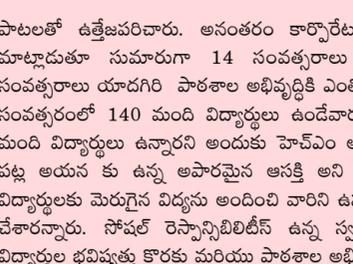 పాటలతో ఉత్తేజపరిచారు. అనంతరం కార్పొరేట
మాట్లాడుతూ సుమారుగా 14 సంవత్సరాలు
సంవత్సరాలు యాదగిరి పాఠశాల అభివృద్ధికి ఎంత
సంవత్సరంలో 140 మంది విద్యార్థులు ఉండేవార
మంది విద్యార్థులు ఉన్నారని అందుకు హెచ్ఎం అ
పట్ల అయన కు ఉన్న అపారమైన ఆసక్తి అని
విద్యార్థులకు మెరుగైన విద్యను అందించి వారిని ఉ
చేశారన్నారు. సోషల్ రెస్పాన్సిబిలిటీస్ ఉన్న స్వ
విద్యార్థుల భవిష్యత్తు కొరకు మరియు పాఠశాల అభి